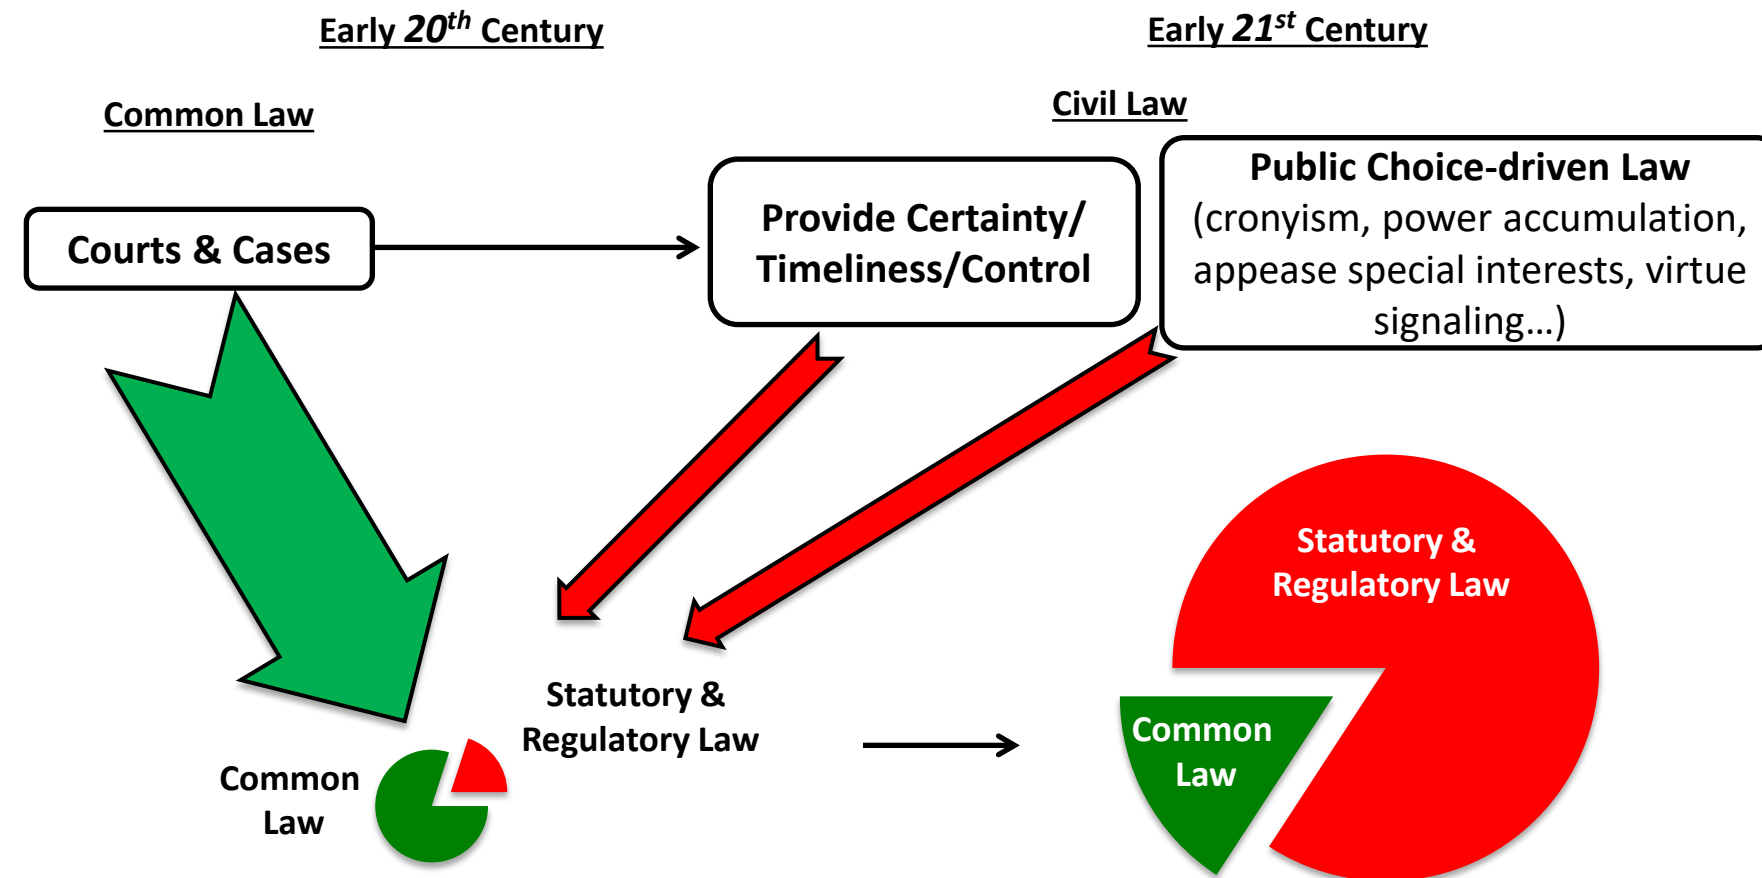 Early 20th Century
Early 21st Century
Common Law
Civil Law
Courts & Cases
Provide Certainty/
Timeliness/Control
Public Choice-driven Law
(cronyism, power accumulation,
appease special interests, virtue
signaling…)
Statutory &
Regulatory Law
Common
Law
Statutory &
Regulatory Law
Common
Law